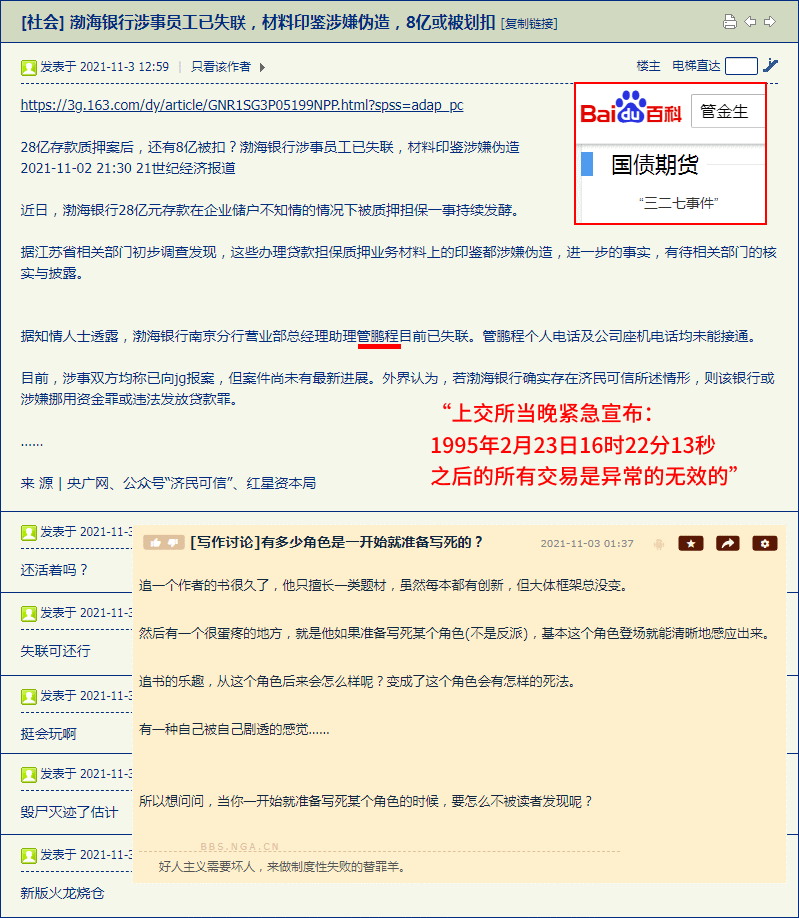 [社会] 渤海银行涉事员工已失联，材料印鉴涉嫌伪造，8亿或被划扣 [复制链接]
发表于 2021-11-3 12:59 | 只看该作者
楼主 电梯直达
https://3g.163.com/dy/article/GNR1SG3P05199NPP.html?spss=adap_pc
Bai du 百科 管金生
国债期货
“三二七事件”
28亿存款质押案后，还有8亿被扣？渤海银行涉事员工已失联，材料印鉴涉嫌伪造
2021-11-02 21:30 21世纪经济报道
近日，渤海银行28亿元存款在企业储户不知情的情况下被质押担保一事持续发酵。
据江苏省相关部门初步调查发现，这些办理贷款担保质押业务材料上的印鉴都涉嫌伪造，进一步的事实，有待相关部门的核
实与披露。
据知情人士透露，渤海银行南京分行营业部总经理助理管鹏程目前已失联。管鹏程个人电话及公司座机电话均未能接通。
目前，涉事双方均称已向jg报案，但案件尚未有最新进展。外界认为，若渤海银行确实存在济民可信所述情形，则该银行或
涉嫌挪用资金罪或违法发放贷款罪。
“上交所当晚紧急宣布：
1995年2月23日16时22分13秒
之后的所有交易是异常的无效的”
......
来 源 | 央广网、公众号“济民可信”、红星资本局
发表于 2021-11-3
还活着吗？
发表于 2021-11-3
失联可还行
发表于 2021-11-3
挺会玩啊
发表于 2021-11-3
毁尸灭迹了估计
发表于 2021-11-3
新版火龙烧仓
[写作讨论]有多少角色是一开始就准备写死的？
2021-11-03 01:37
追一个作者的书很久了，他只擅长一类题材，虽然每本都有创新，但大体框架总没变。
然后有一个很蛋疼的地方，就是他如果准备写死某个角色(不是反派)，基本这个角色登场就能清晰地感应出来。
追书的乐趣，从这个角色后来会怎么样呢？变成了这个角色会有怎样的死法。
有一种自己被自己剧透的感觉......
所以想问问，当你一开始就准备写死某个角色的时候，要怎么不被读者发现呢？
BBS.NGA.CN
好人主义需要坏人，来做制度性失败的替罪羊。